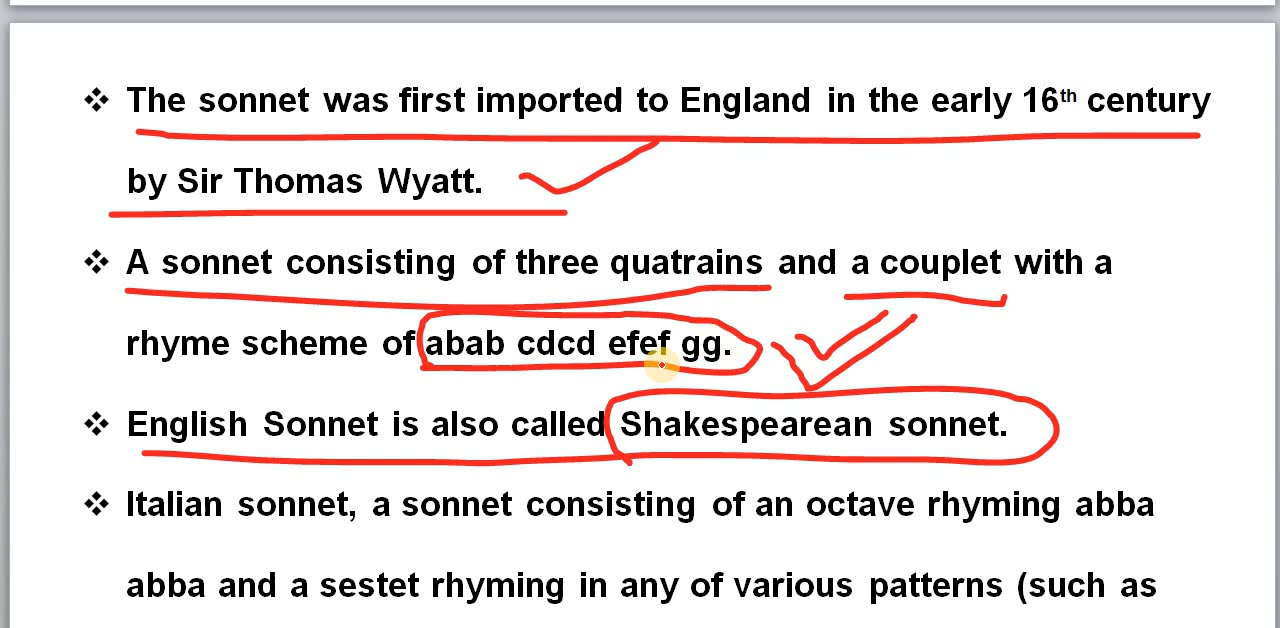 ❖ The sonnet was first imported to England in the early 16th century
by Sir Thomas Wyatt.
❖ A sonnet consisting of three quatrains and a couplet with a
rhyme scheme of abab cdcd efef gg.
❖ English Sonnet is also called Shakespearean sonnet.
❖ Italian sonnet, a sonnet consisting of an octave rhyming abba
abba and a sestet rhyming in any of various patterns (such as